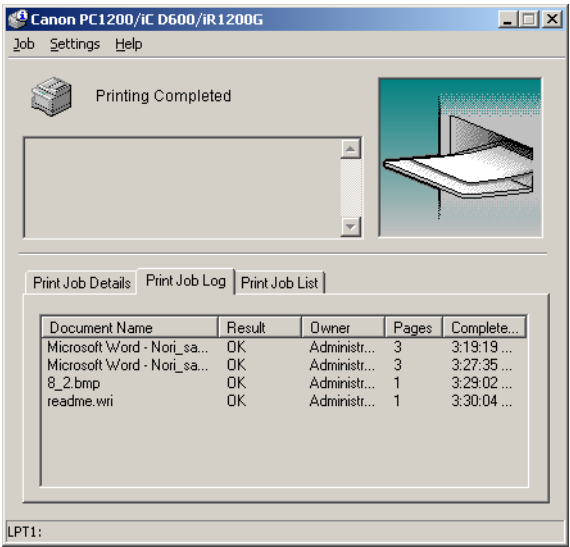 Canon PC1200/iC D600/iR1200G
Job Settings Help
Printing Completed
Print Job Details Print Job Log Print Job List
Document Name Result Owner Pages Complete...
Microsoft Word - Nori_sa... OK Administr... 3 3:19:19 ...
Microsoft Word - Nori_sa... OK Administr... 3 3:27:35 ...
8_2.bmp OK Administr... 1 3:29:02 ...
readme.wri OK Administr... 1 3:30:04 ...
LPT1: